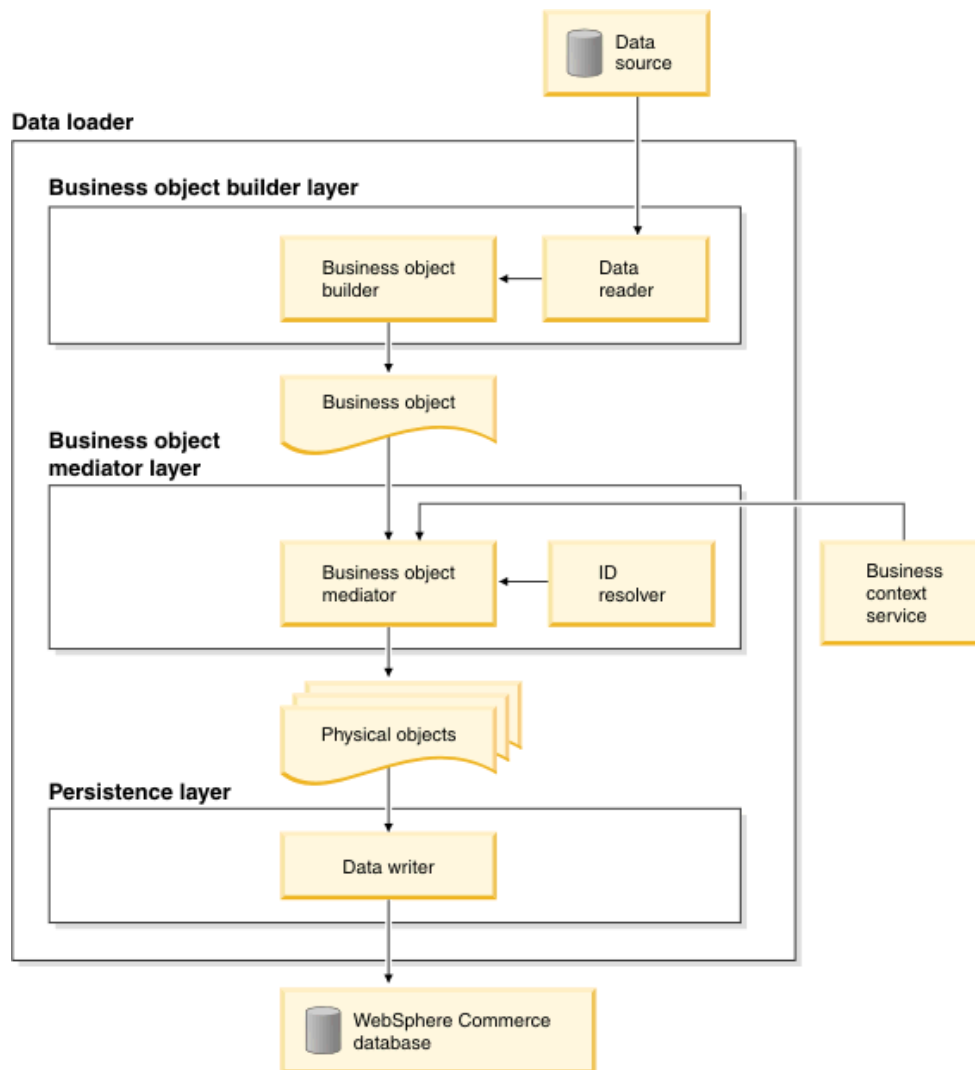 Data
source
Data loader
Business object builder layer
Business object
builder
Data
reader
Business object
Business object
mediator layer
Business object
mediator
ID
resolver
Business
context
service
Physical objects
Persistence layer
Data writer
WebSphere Commerce
database